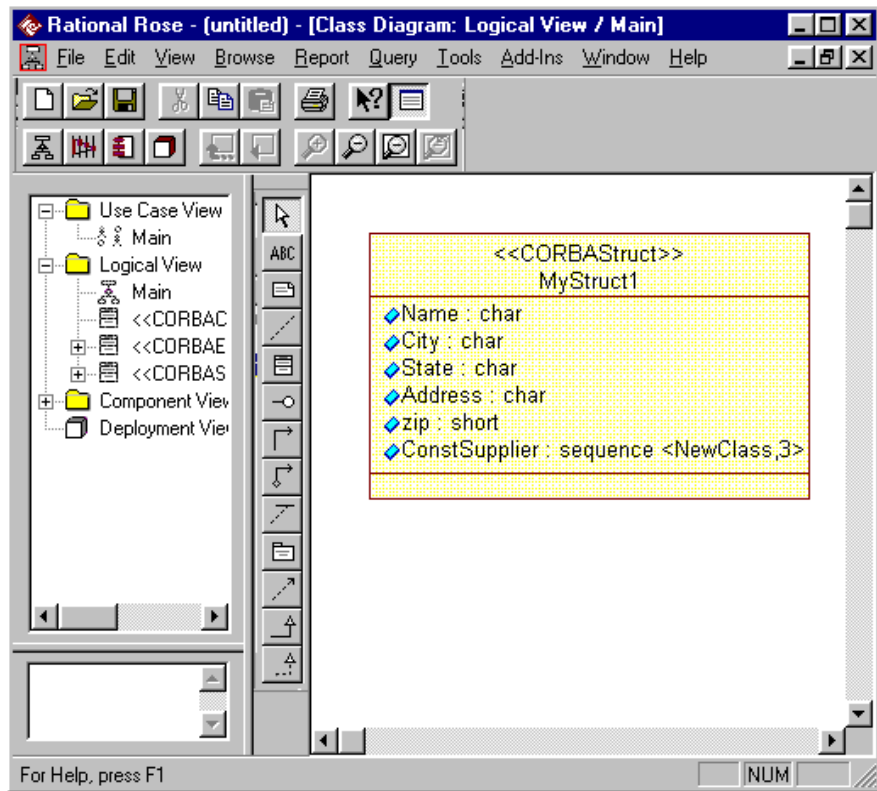 Rational Rose - (untitled) - [Class Diagram: Logical View / Main]
File Edit View Browse Report Query Tools Add-Ins Window Help
Use Case View
Main
Logical View
Main
<<CORBAC
<<CORBAE
<<CORBAS
Component View
Deployment Vie
ABC
<<CORBAStruct>>
MyStruct1
Name : char
City : char
State : char
Address : char
zip : short
ConstSupplier : sequence <NewClass,3>
For Help, press F1
NUM